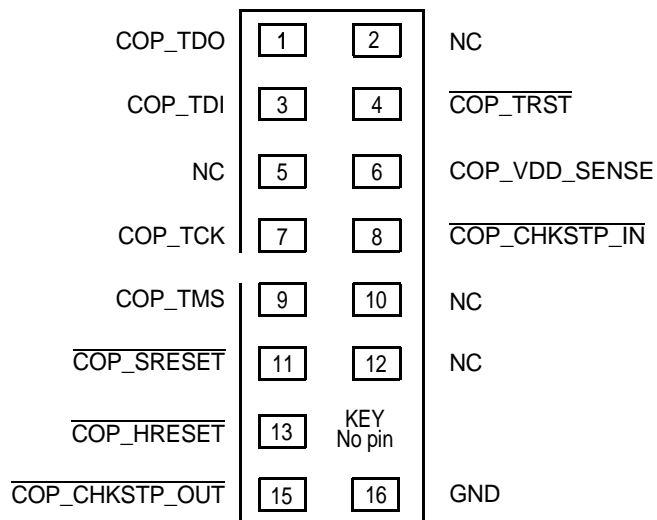 COP_TDO 1 2 NC
COP_TDI 3 4 COP_TRST
NC 5 6 COP_VDD_SENSE
COP_TCK 7 8 COP_CHKSTP_IN
COP_TMS 9 10 NC
COP_SRESET 11 12 NC
COP_HRESET 13 KEY
No pin
COP_CHKSTP_OUT 15 16 GND